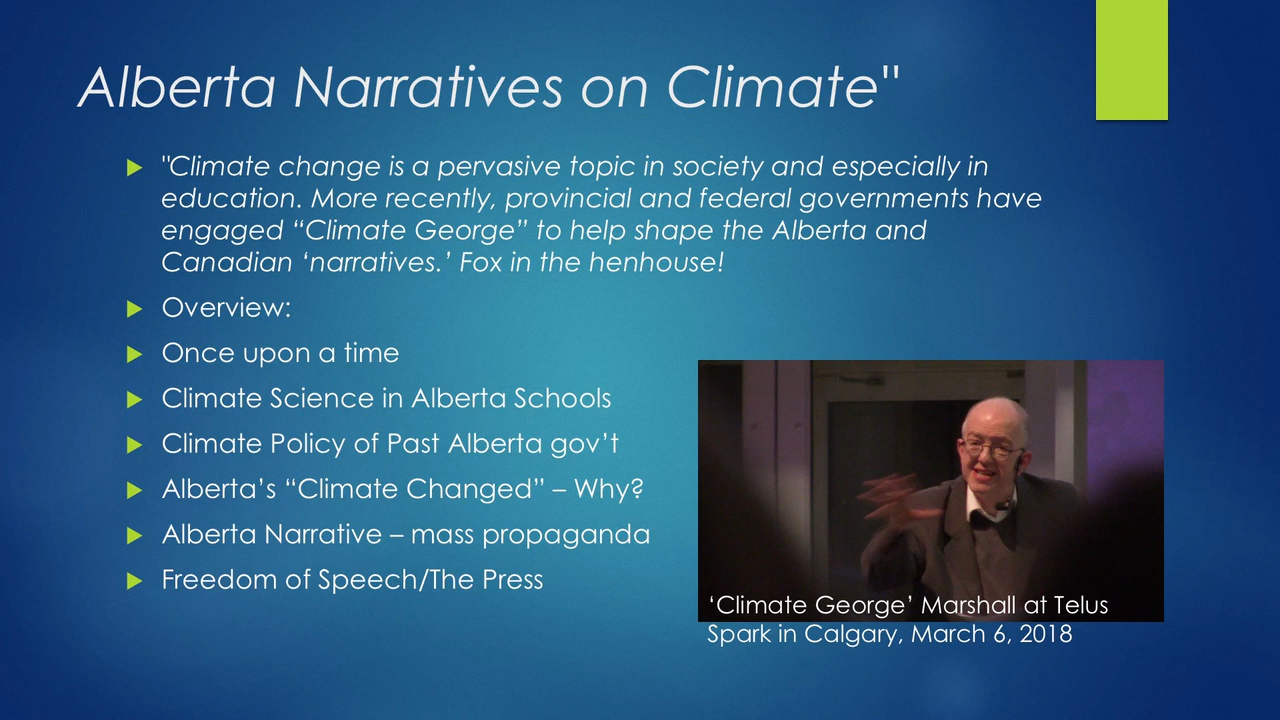 Alberta Narratives on Climate"
"Climate change is a pervasive topic in society and especially in
education. More recently, provincial and federal governments have
engaged “Climate George” to help shape the Alberta and
Canadian ‘narratives.’ Fox in the henhouse!
Overview:
Once upon a time
Climate Science in Alberta Schools
Climate Policy of Past Alberta gov’t
Alberta’s “Climate Changed” – Why?
Alberta Narrative – mass propaganda
Freedom of Speech/The Press
‘Climate George’ Marshall at Telus
Spark in Calgary, March 6, 2018